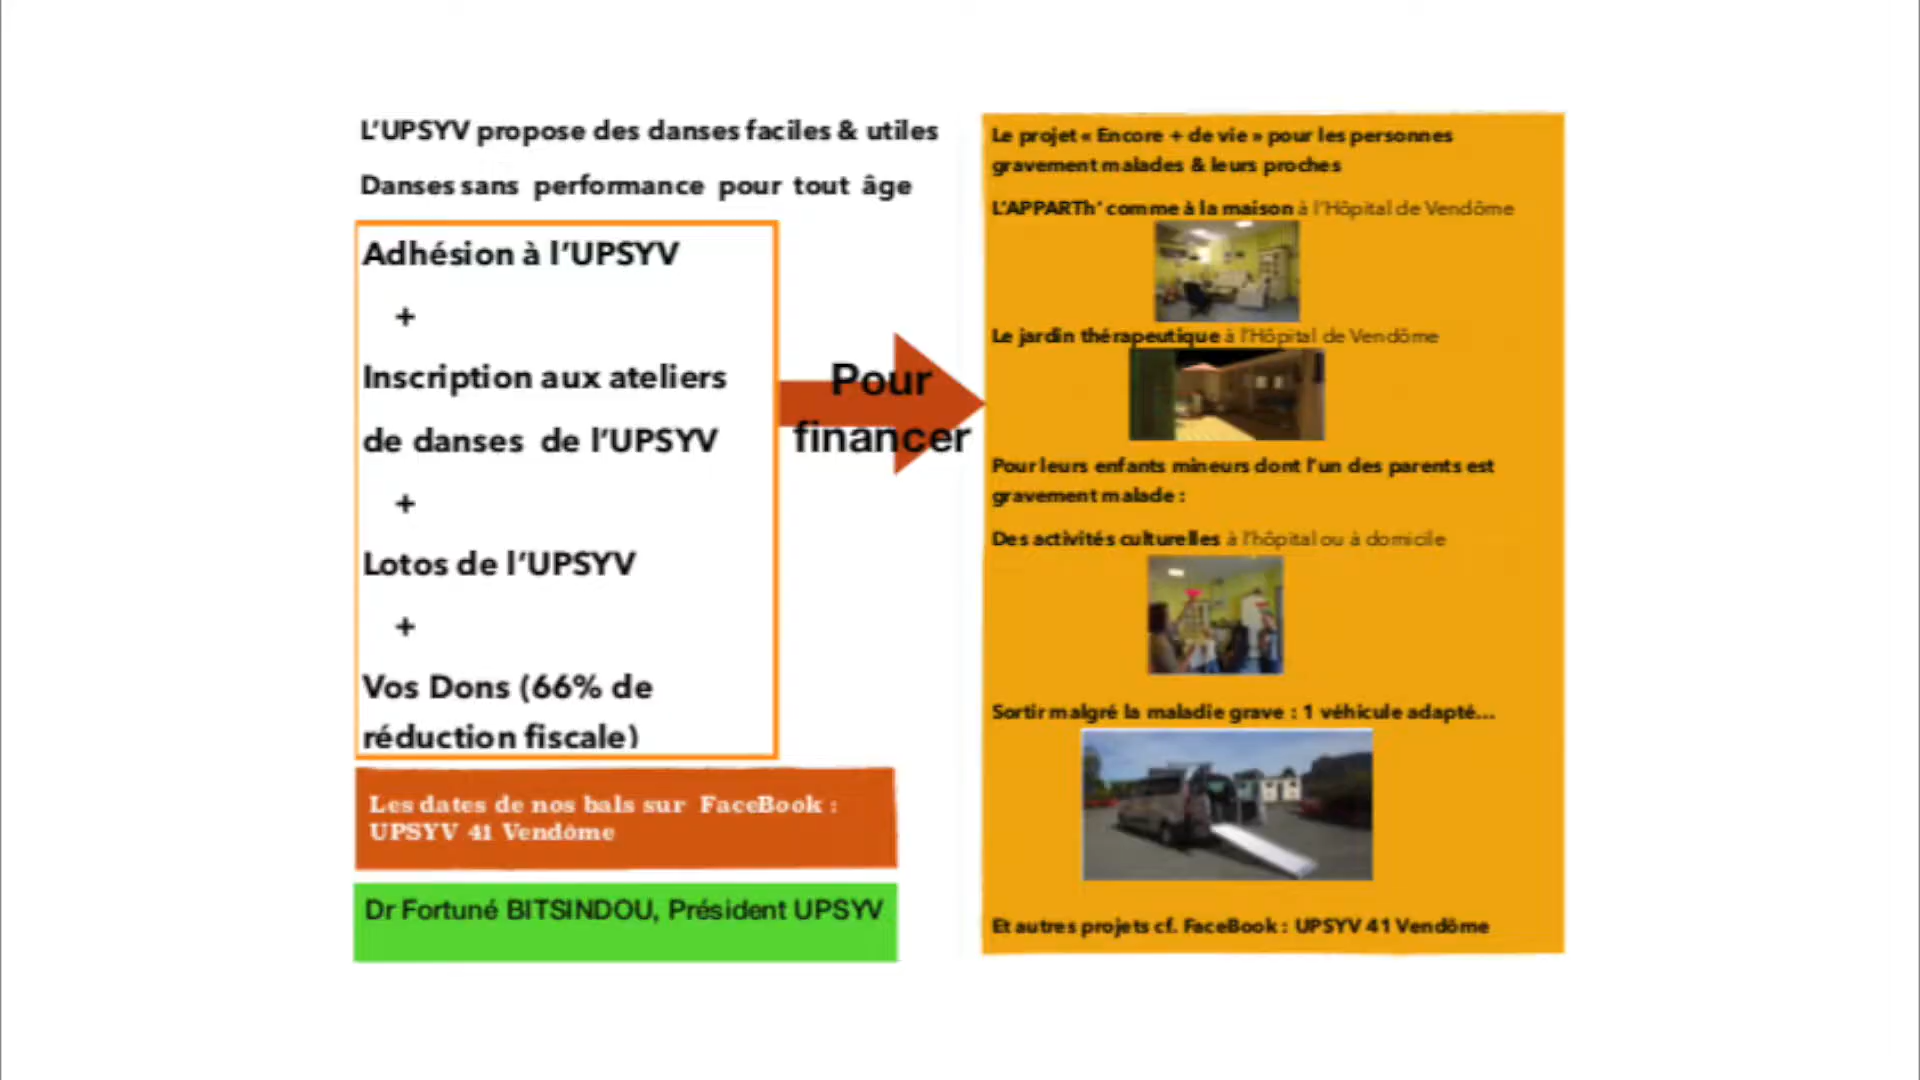 L’UPSYV propose des danses faciles & utiles
Danses sans performance pour tout âge
Adhésion à l’UPSYV
+
Inscription aux ateliers
de danses de l’UPSYV
+
Lotos de l’UPSYV
+
Vos Dons (66% de
réduction fiscale)
Les dates de nos bals sur FaceBook :
UPSYV 41 Vendôme
Dr Fortuné BITSINDOU, Président UPSYV
Pour
financer
Le projet « Encore + de vie » pour les personnes
gravement malades & leurs proches
L’APPARTh’ comme à la maison à l’Hôpital de Vendôme
Le jardin thérapeutique à l’Hôpital de Vendôme
Pour leurs enfants mineurs dont l’un des parents est
gravement malade :
Des activités culturelles à l’hôpital ou à domicile
Sortir malgré la maladie grave : 1 véhicule adapté...
Et autres projets cf. FaceBook : UPSYV 41 Vendôme